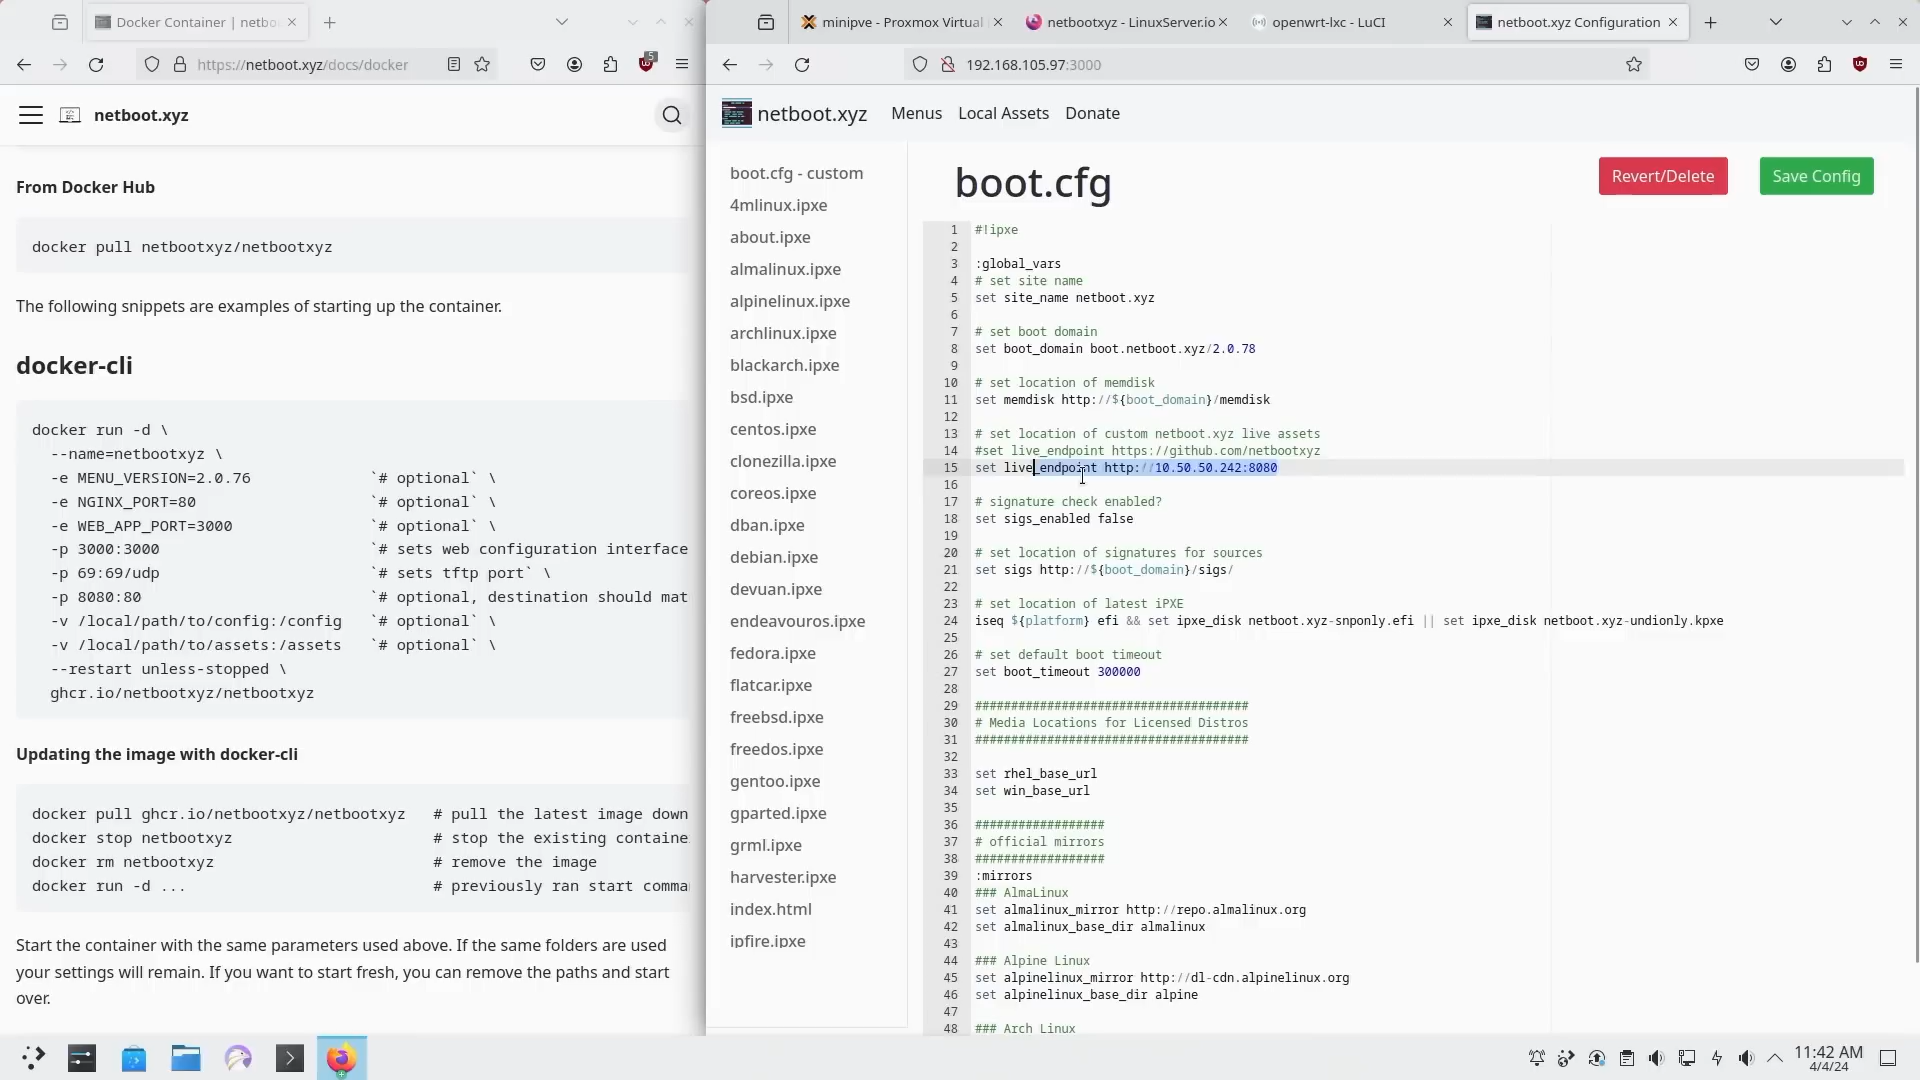 Docker Container | netbo
https://netboot.xyz/docs/docker
5
netboot.xyz
From Docker Hub
docker pull netbootxyz/netbootxyz
The following snippets are examples of starting up the container.
docker-cli
docker run -d \
--name=netbootxyz \
-e MENU_VERSION=2.0.76 `# optional` \
-e NGINX_PORT=80 `# optional` \
-e WEB_APP_PORT=3000 `# optional` \
-p 3000:3000 `# sets web configuration interface
-p 69:69/udp `# sets tftp port` \
-p 8080:80 `# optional, destination should mat
-v /local/path/to/config:/config `# optional` \
-v /local/path/to/assets:/assets `# optional` \
--restart unless-stopped \
ghcr.io/netbootxyz/netbootxyz
Updating the image with docker-cli
docker pull ghcr.io/netbootxyz/netbootxyz # pull the latest image down
docker stop netbootxyz # stop the existing containe
docker rm netbootxyz # remove the image
docker run -d ... # previously ran start comma
Start the container with the same parameters used above. If the same folders are used
your settings will remain. If you want to start fresh, you can remove the paths and start
over.
minipve - Proxmox Virtual
netbootxyz - LinuxServer.io
openwrt-lxc - LuCI
netboot.xyz Configuration
192.168.105.97:3000
netboot.xyz Menus Local Assets Donate
boot.cfg - custom
4mlinux.ipxe
about.ipxe
almalinux.ipxe
alpinelinux.ipxe
archlinux.ipxe
blackarch.ipxe
bsd.ipxe
centos.ipxe
clonezilla.ipxe
coreos.ipxe
dban.ipxe
debian.ipxe
devuan.ipxe
endeavouros.ipxe
fedora.ipxe
flatcar.ipxe
freebsd.ipxe
freedos.ipxe
gentoo.ipxe
gparted.ipxe
grml.ipxe
harvester.ipxe
index.html
ipfire.ipxe
boot.cfg
Revert/Delete
Save Config
1 #!ipxe
2
3 :global_vars
4 # set site name
5 set site_name netboot.xyz
6
7 # set boot domain
8 set boot_domain boot.netboot.xyz/2.0.78
9
10 # set location of memdisk
11 set memdisk http://${boot_domain}/memdisk
12
13 # set location of custom netboot.xyz live assets
14 #set live_endpoint https://github.com/netbootxyz
15 set live_endpoint http://10.50.50.242:8080
16
17 # signature check enabled?
18 set sigs_enabled false
19
20 # set location of signatures for sources
21 set sigs http://${boot_domain}/sigs/
22
23 # set location of latest iPXE
24 iseq ${platform} efi && set ipxe_disk netboot.xyz-snponly.efi || set ipxe_disk netboot.xyz-undionly.kpxe
25
26 # set default boot timeout
27 set boot_timeout 300000
28
29 ######################################
30 # Media Locations for Licensed Distros
31 ######################################
32
33 set rhel_base_url
34 set win_base_url
35
36 ##################
37 # official mirrors
38 ##################
39 :mirrors
40 ### AlmaLinux
41 set almalinux_mirror http://repo.almalinux.org
42 set almalinux_base_dir almalinux
43
44 ### Alpine Linux
45 set alpinelinux_mirror http://dl-cdn.alpinelinux.org
46 set alpinelinux_base_dir alpine
47
48 ### Arch Linux
11:42 AM
4/4/24